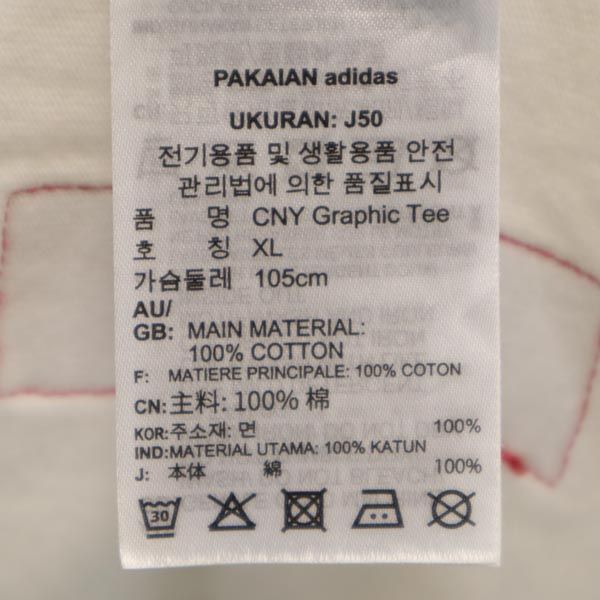 PAKAIAN adidas
UKURAN: J50
전기용품 및 생활용품 안전
관리법에 의한 품질표시
품 명 CNY Graphic Tee
호 칭 XL
가슴둘레 105cm
AU/
GB: MAIN MATERIAL:
100% COTTON
F: MATIERE PRINCIPALE: 100% COTON
CN: 主料: 100% 棉
KOR: 주소재: 면 100%
IND: MATERIAL UTAMA: 100% KATUN
J: 本体 綿 100%
30